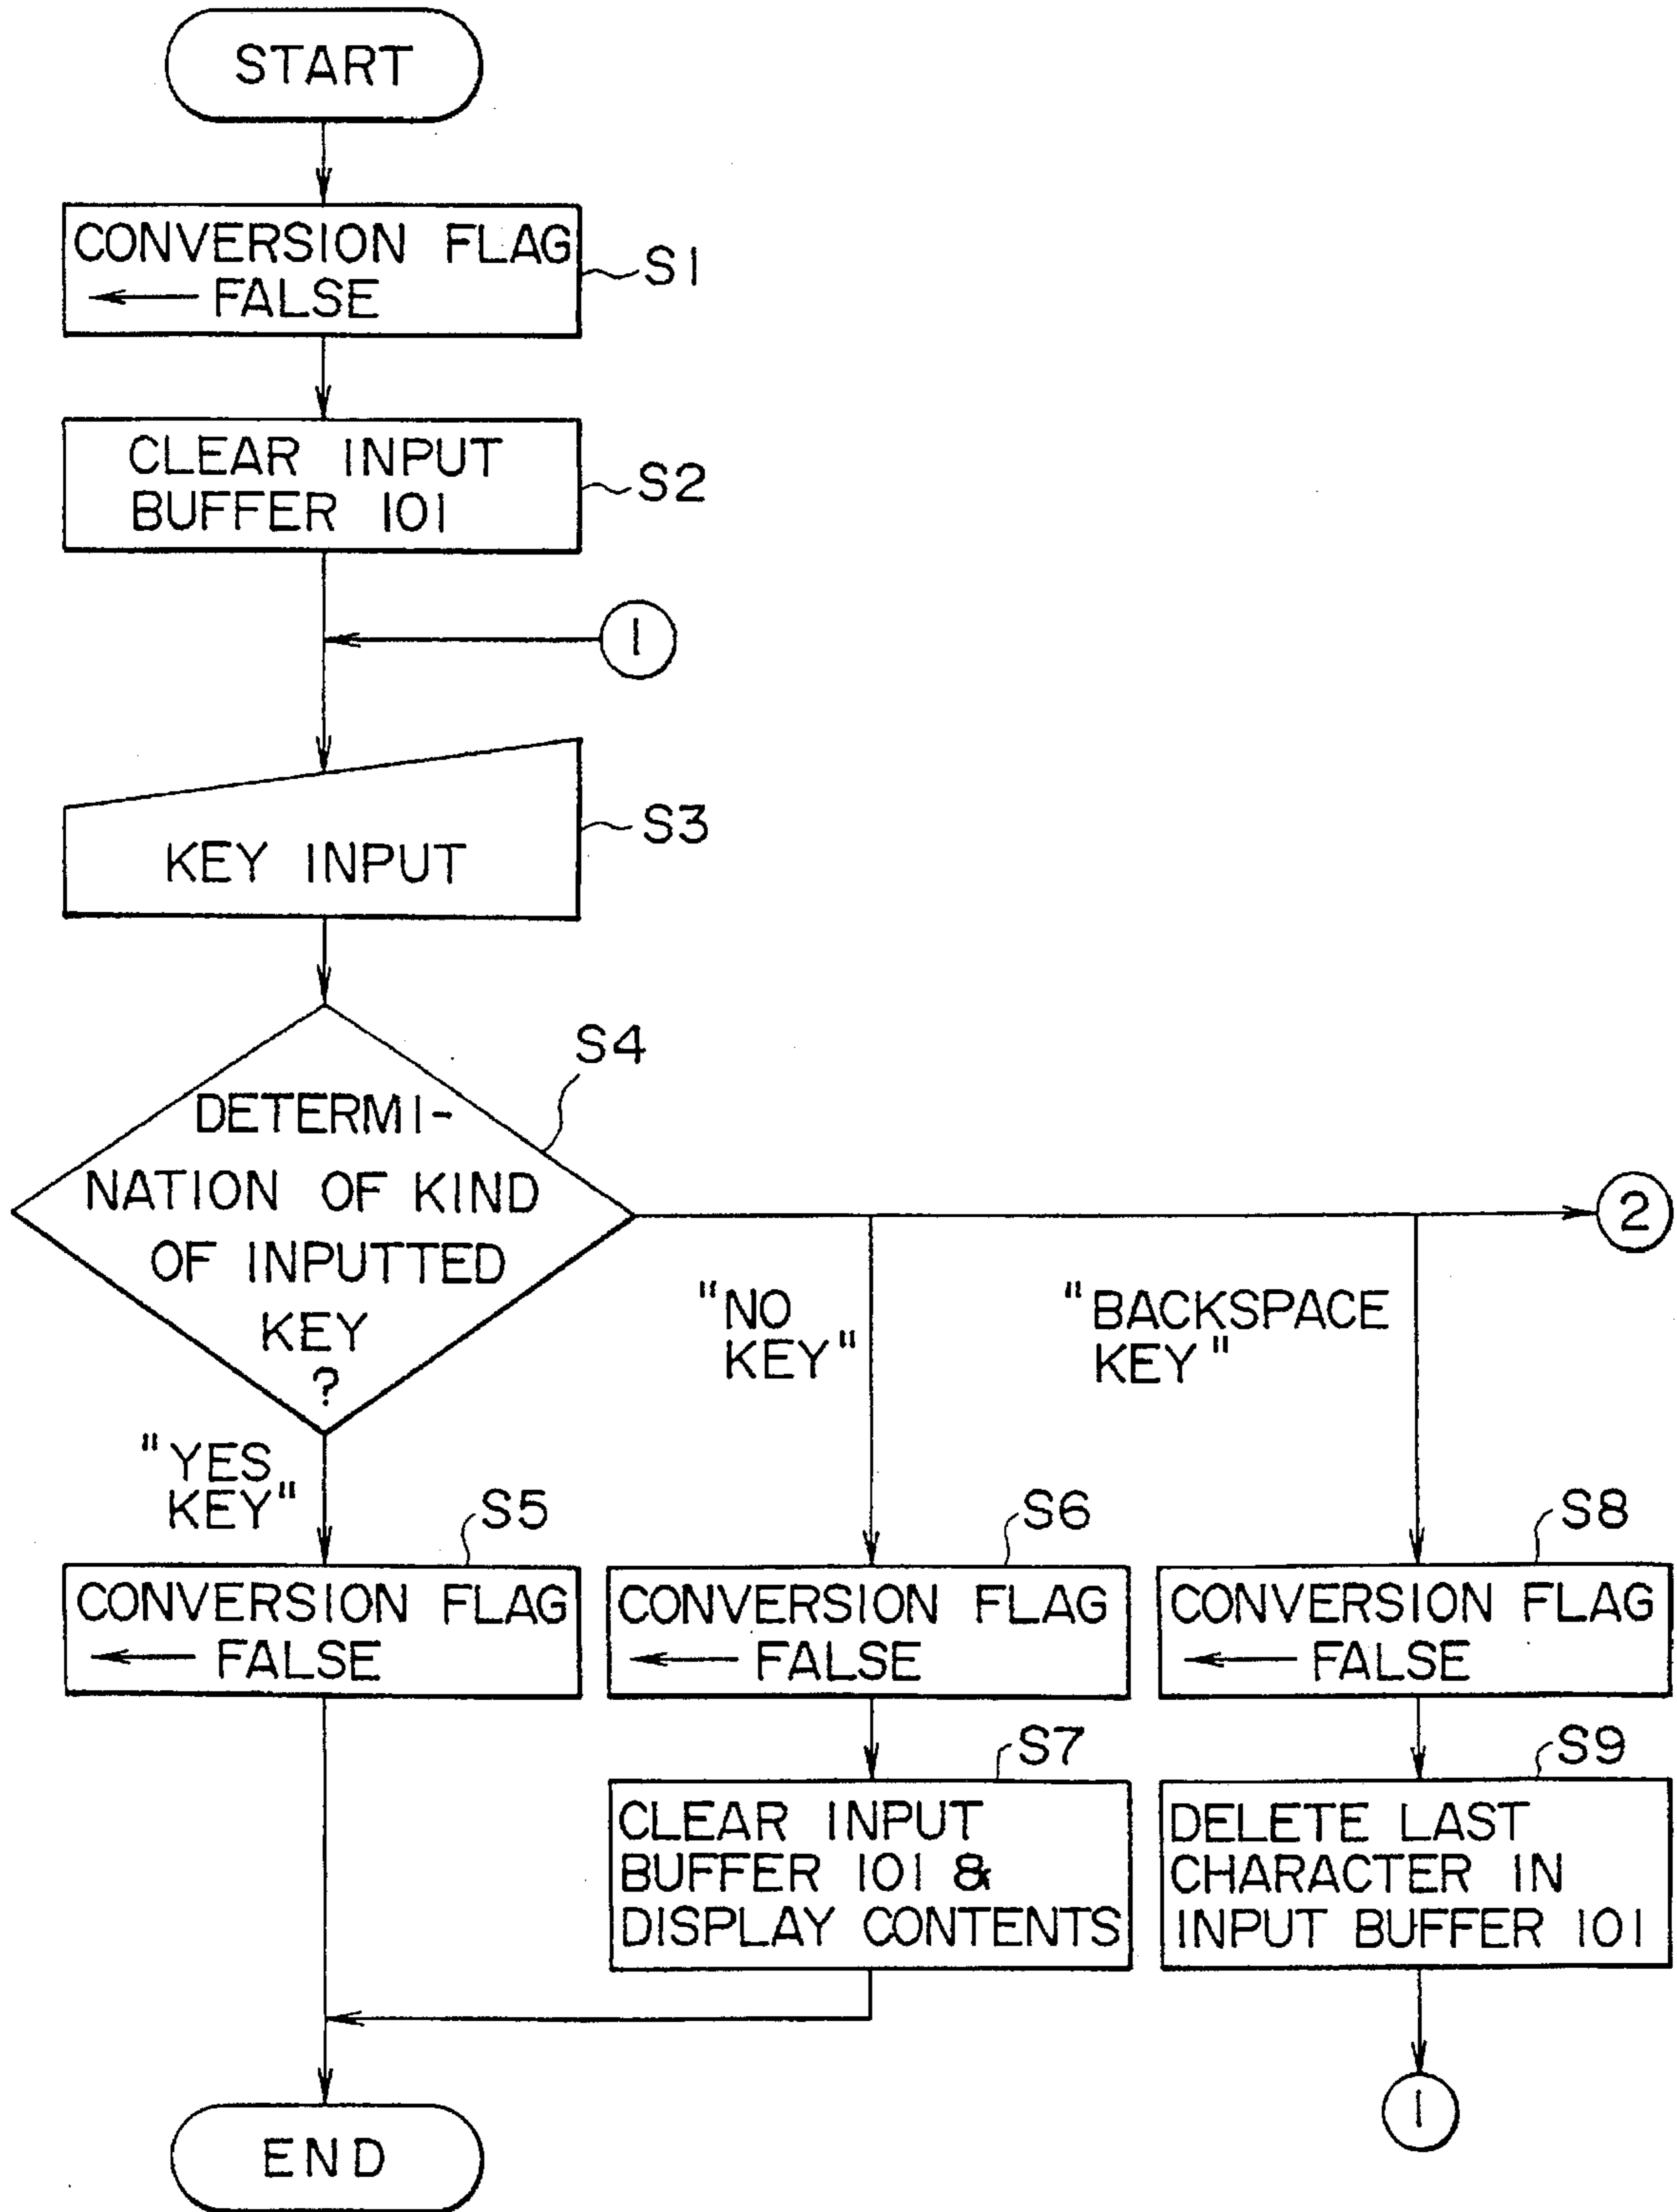 START
CONVERSION FLAG
← FALSE
S1
CLEAR INPUT
BUFFER 101
S2
1
S3
KEY INPUT
S4
DETERMI-
NATION OF KIND
OF INPUTTED
KEY
?
2
"NO
KEY"
"BACKSPACE
KEY"
"YES
KEY"
S5
S6
S8
CONVERSION FLAG
← FALSE
CONVERSION FLAG
← FALSE
CONVERSION FLAG
← FALSE
S7
S9
CLEAR INPUT
BUFFER 101 &
DISPLAY CONTENTS
DELETE LAST
CHARACTER IN
INPUT BUFFER 101
1
END